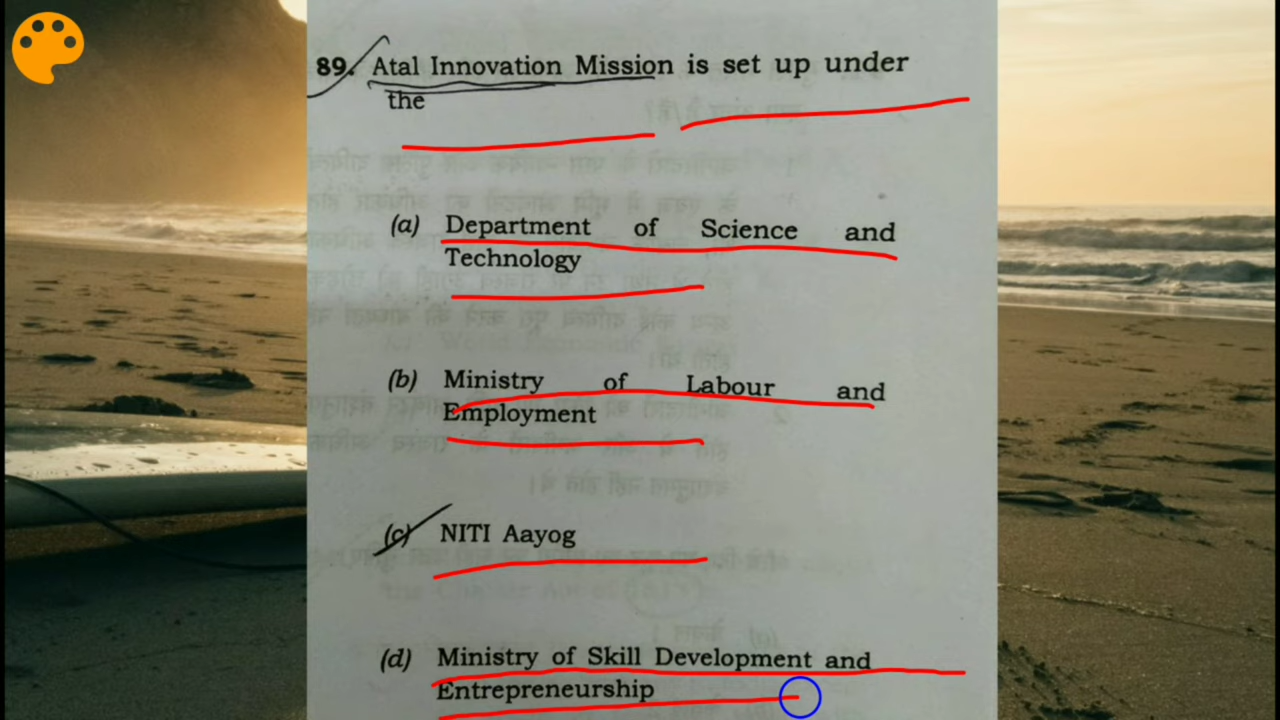 89. Atal Innovation Mission is set up under
the
(a) Department of Science and
Technology
(b) Ministry of Labour and
Employment
(c) NITI Aayog
(d) Ministry of Skill Development and
Entrepreneurship